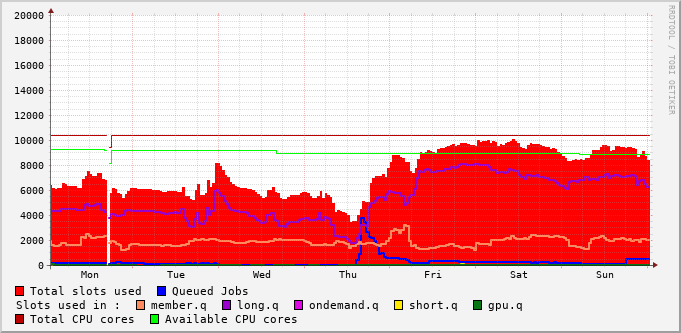 RRDTOOL / TOBI OETIKER
20000
18000
16000
14000
12000
10000
8000
6000
4000
2000
0
Mon Tue Wed Thu Fri Sat Sun
Total slots used Queued Jobs
Slots used in : member.q long.q ondemand.q short.q gpu.q
Total CPU cores Available CPU cores